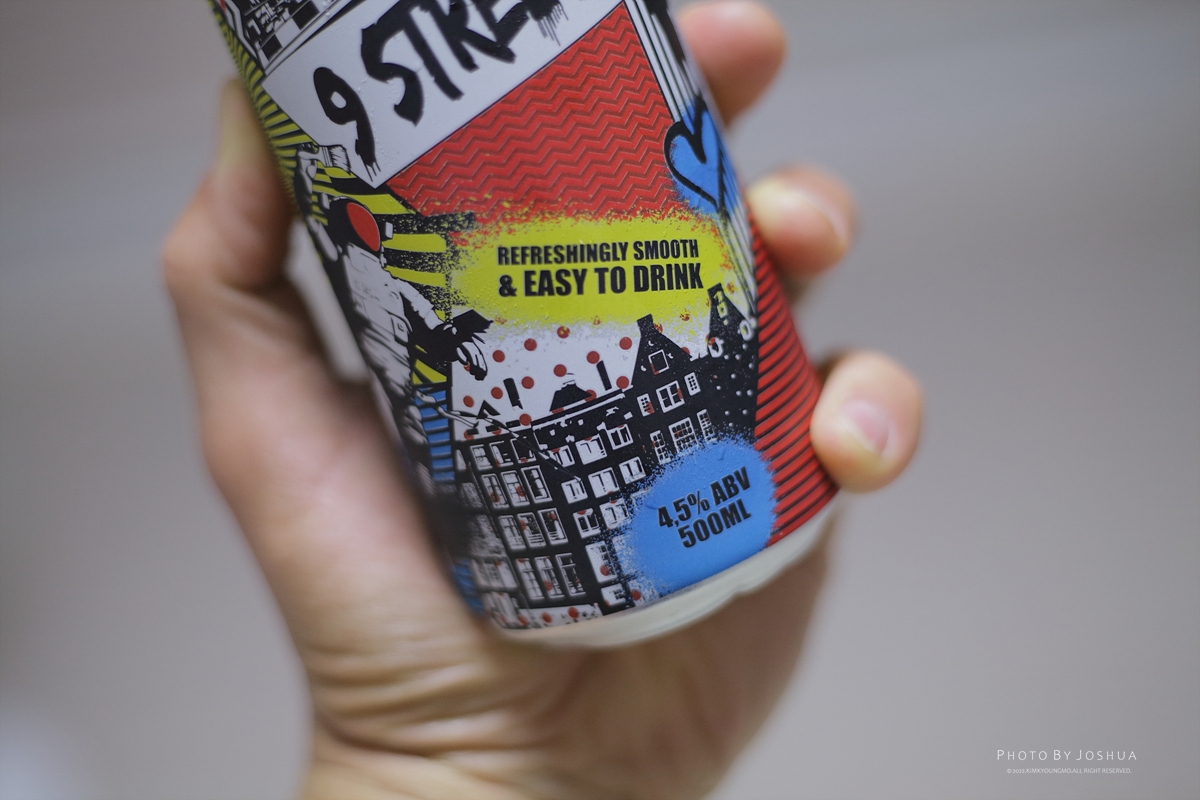 9 STRE
REFRESHINGLY SMOOTH
& EASY TO DRINK
4,5% ABV
500ML
PHOTO BY JOSHUA